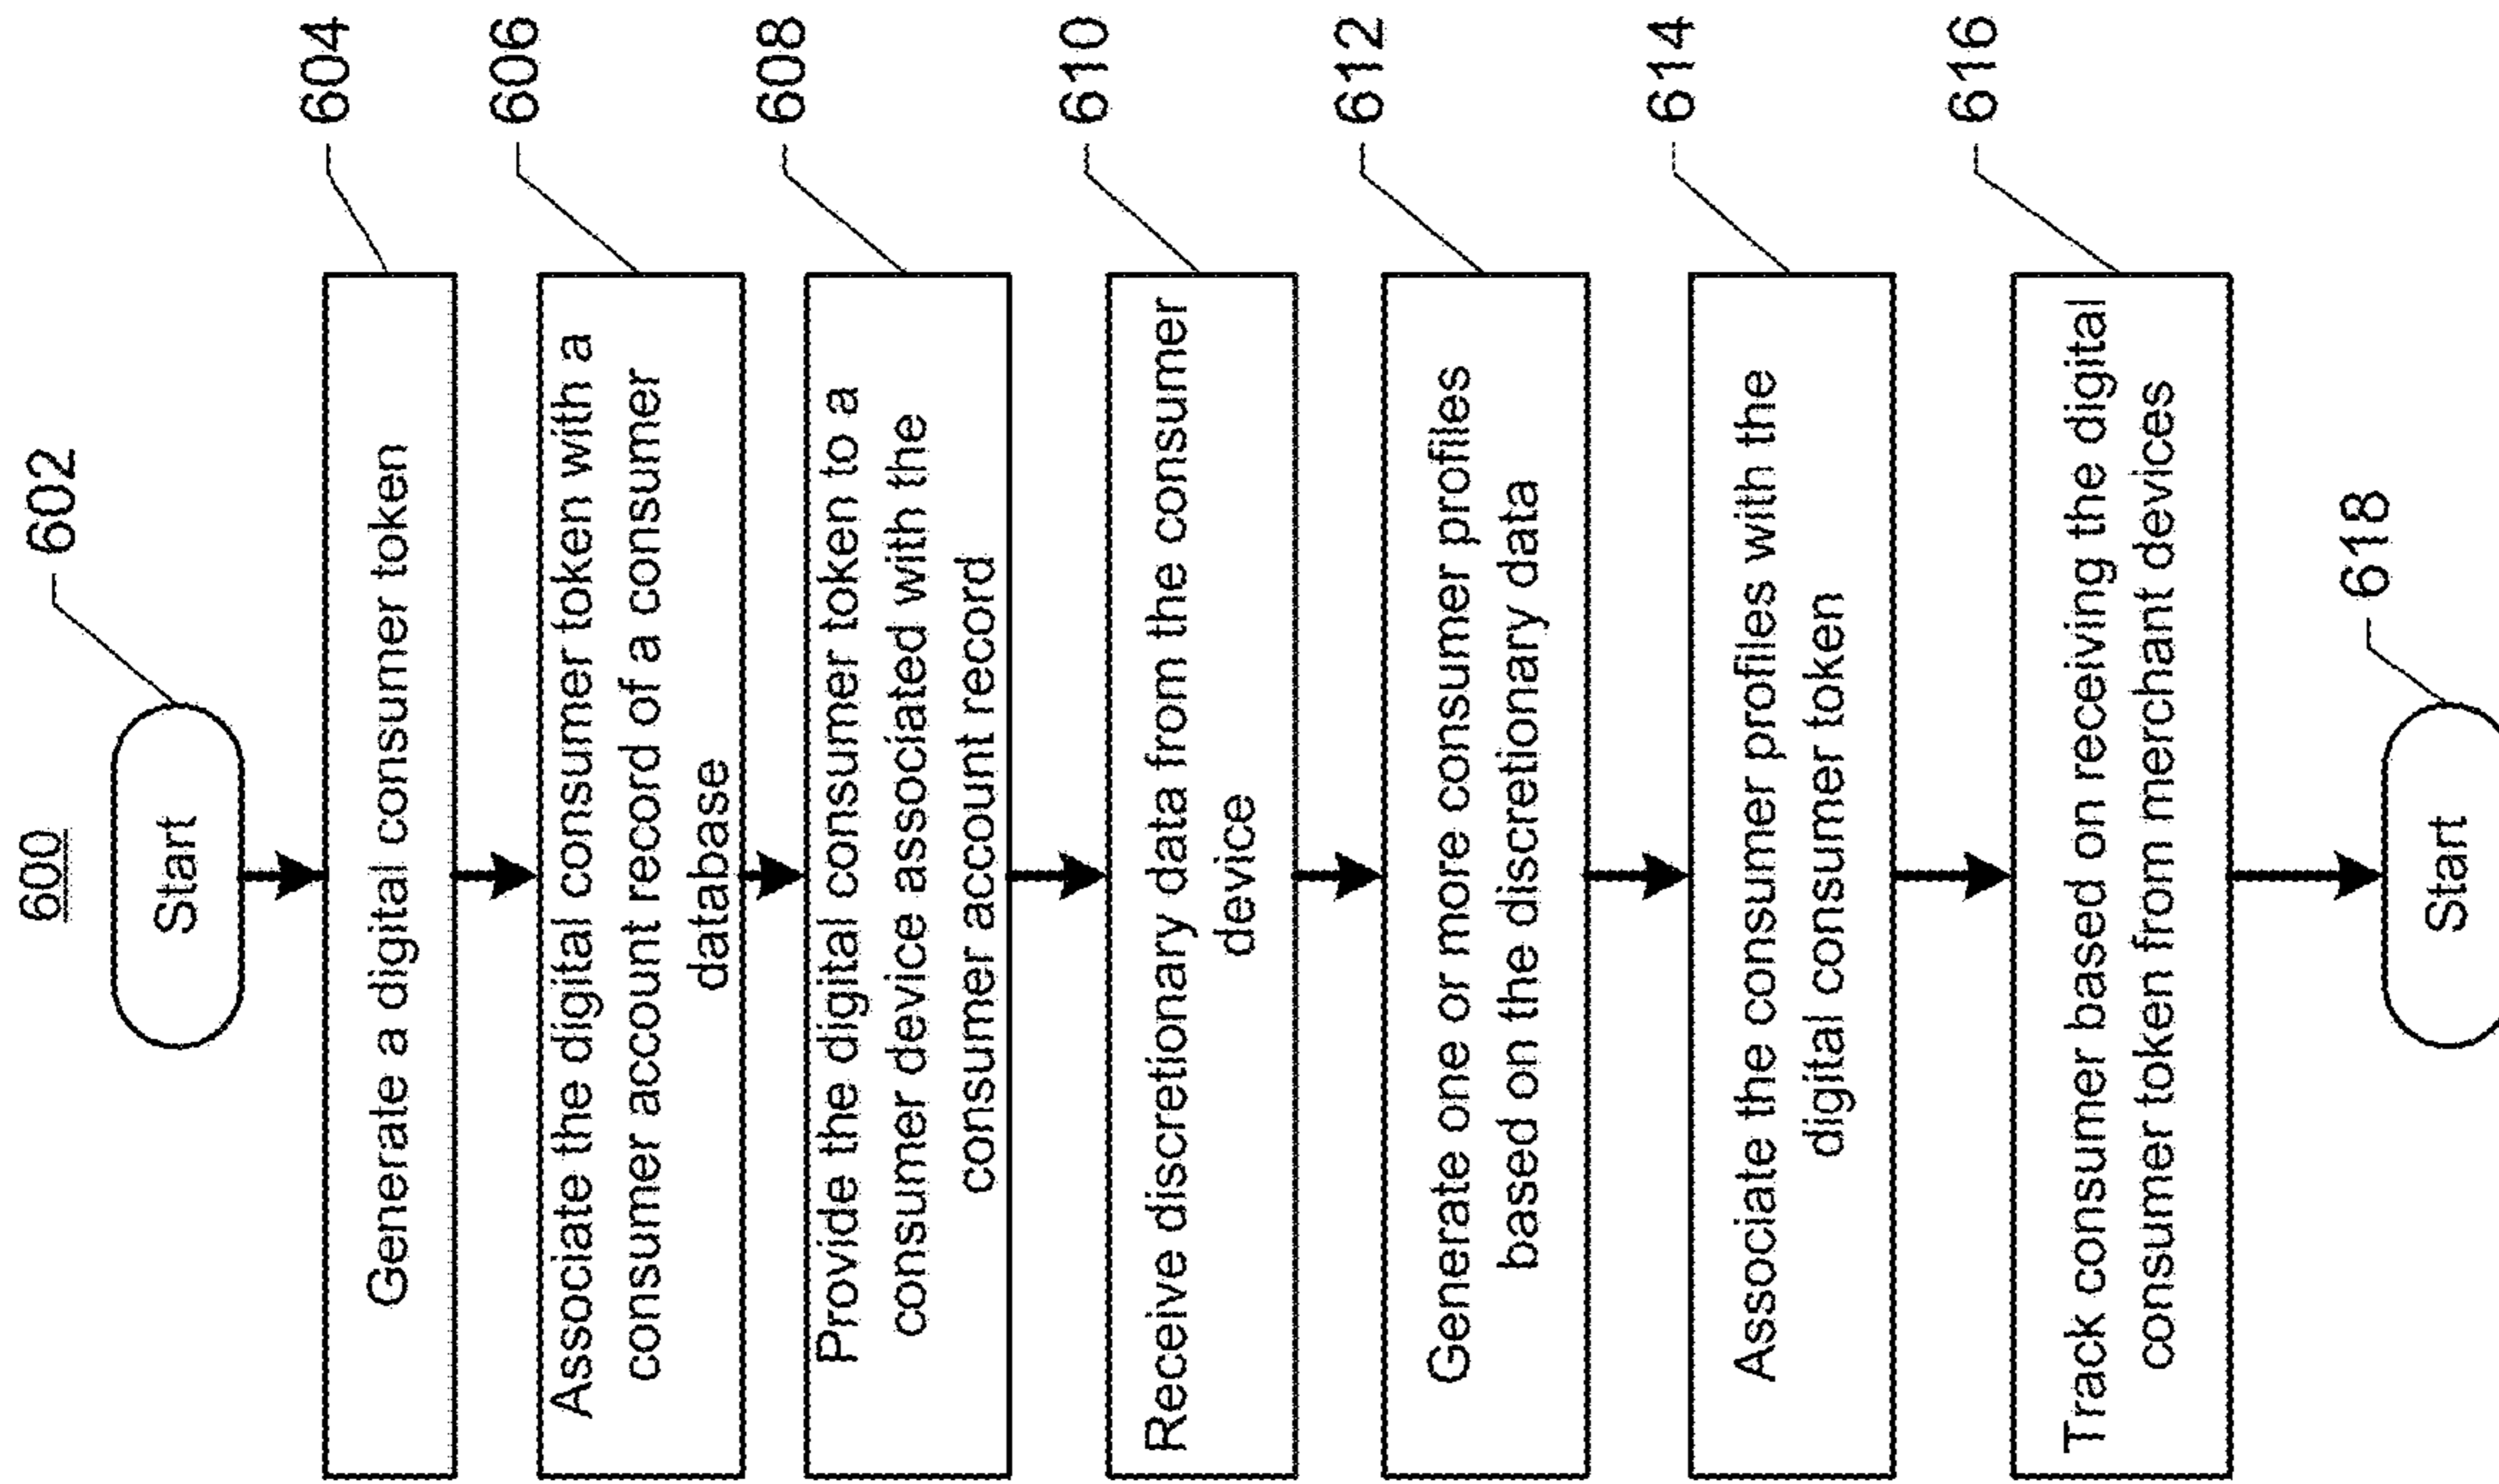 600
Start
602
Generate a digital consumer token
604
Associate the digital consumer token with a
consumer account record of a consumer
database
606
Provide the digital consumer token to a
consumer device associated with the
consumer account record
608
Receive discretionary data from the consumer
device
610
Generate one or more consumer profiles
based on the discretionary data
612
Associate the consumer profiles with the
digital consumer token
614
Track consumer based on receiving the digital
consumer token from merchant devices
616
Start
618